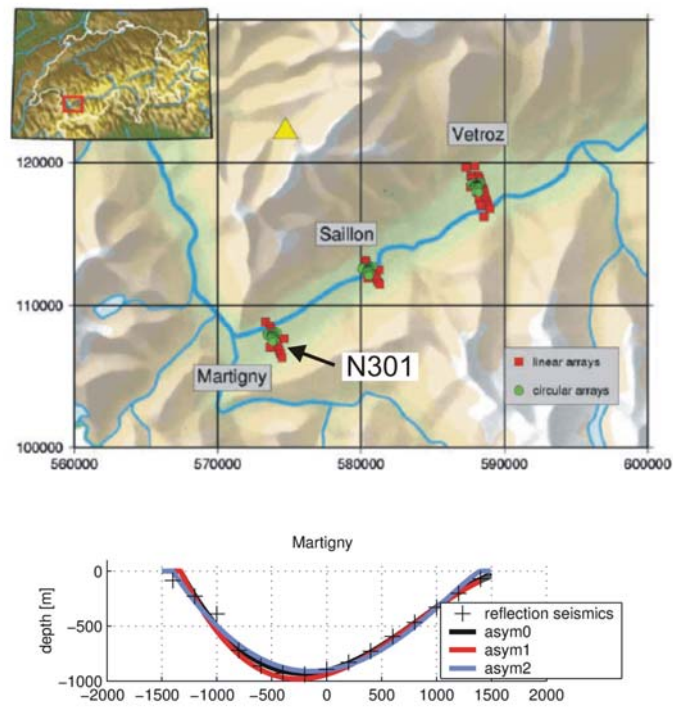 Vetroz
120000
Saillon
110000
N301
Martigny
linear arrays
circular arrays
100000
560000 570000 580000 590000 600000
Martigny
depth [m]
0
−500
−1000
reflection seismics
asym0
asym1
asym2
−2000 −1500 −1000 −500 0 500 1000 1500 2000